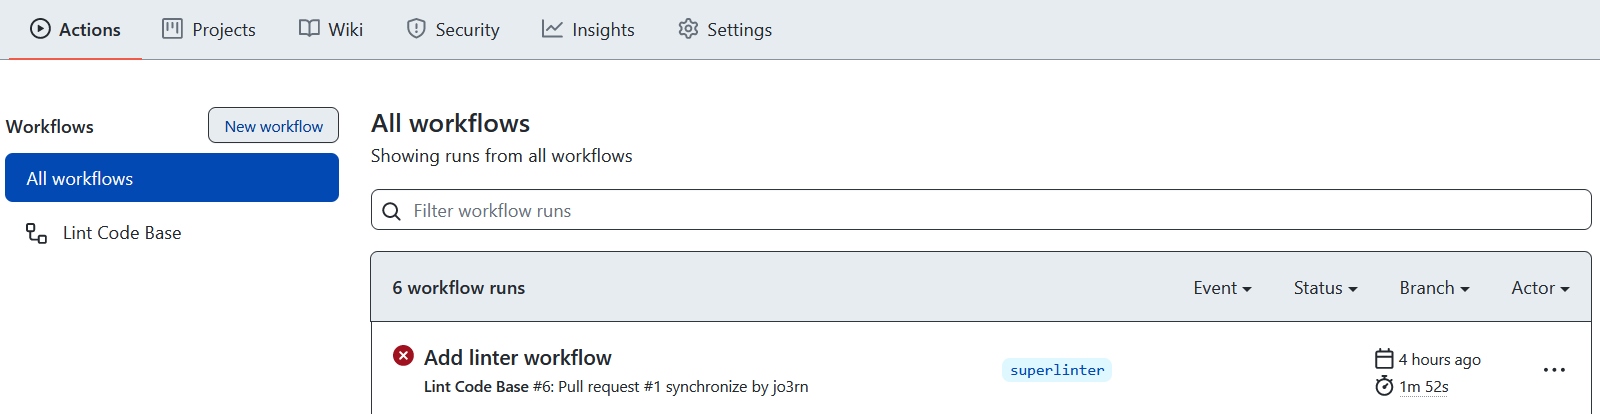 Actions Projects Wiki Security Insights Settings
Workflows New workflow
All workflows
Lint Code Base
All workflows
Showing runs from all workflows
Filter workflow runs
6 workflow runs Event Status Branch Actor
Add linter workflow
Lint Code Base #6: Pull request #1 synchronize by jo3rn
superlinter
4 hours ago
1m 52s